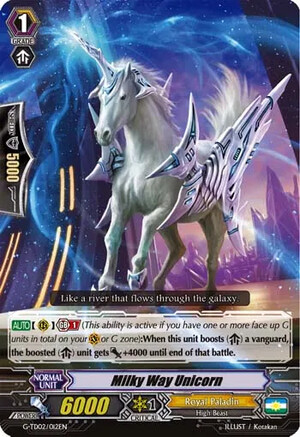 1
GRADE
5000
Like a river that flows through the galaxy.
AUTO GB 1 (This ability is active if you have one or more face up G
units in total on your or G zone):When this unit boosts a vanguard,
the boosted unit gets +4000 until end of that battle.
NORMAL
UNIT
Milky Way Unicorn
POWER
6000
1
CRITICAL
Royal Paladin
High Beast
G-TD02/012EN
ILLUST / Kotakan